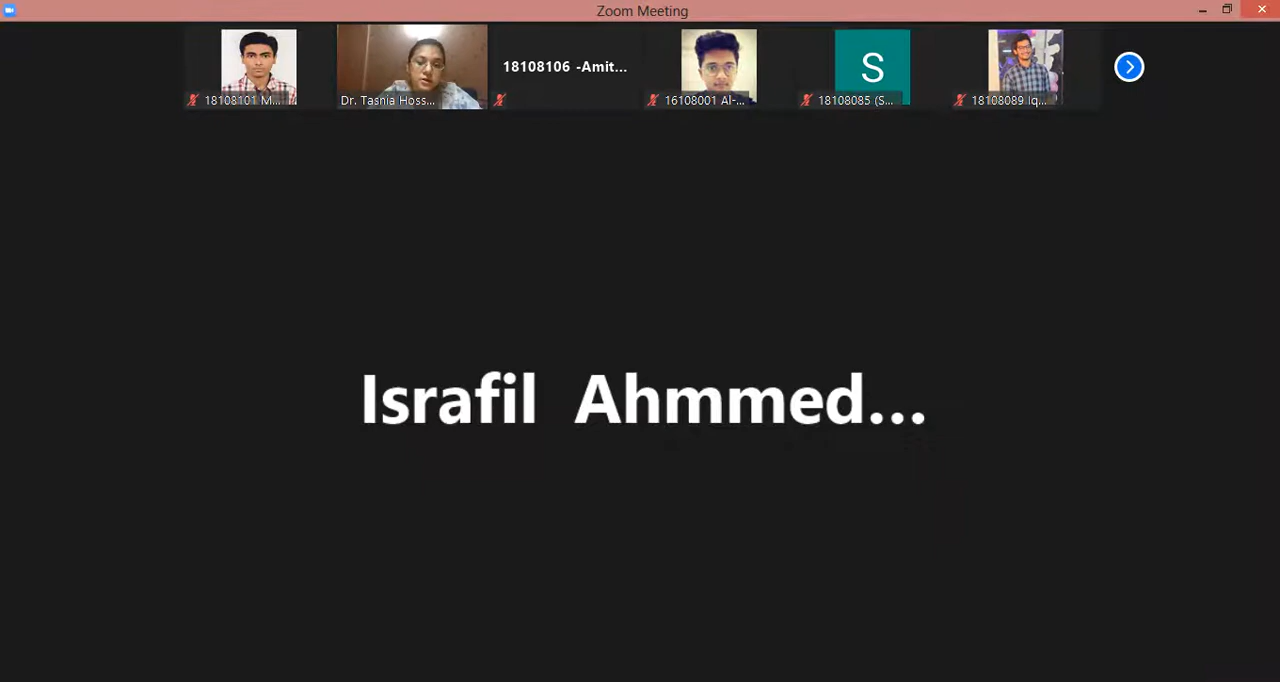 Zoom Meeting
18108101 M...
Dr. Tasnia Hoss...
18108106 -Amit...
16108001 Al-...
S
18108085 (S...
18108089 Iq...
Israfil Ahmmed...